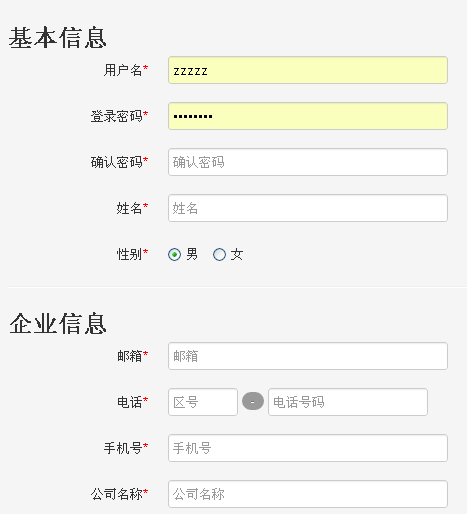 基本信息
用户名* zzzzz
登录密码* ••••••••
确认密码* 确认密码
姓名* 姓名
性别* 男 女
企业信息
邮箱* 邮箱
电话* 区号 - 电话号码
手机号* 手机号
公司名称* 公司名称